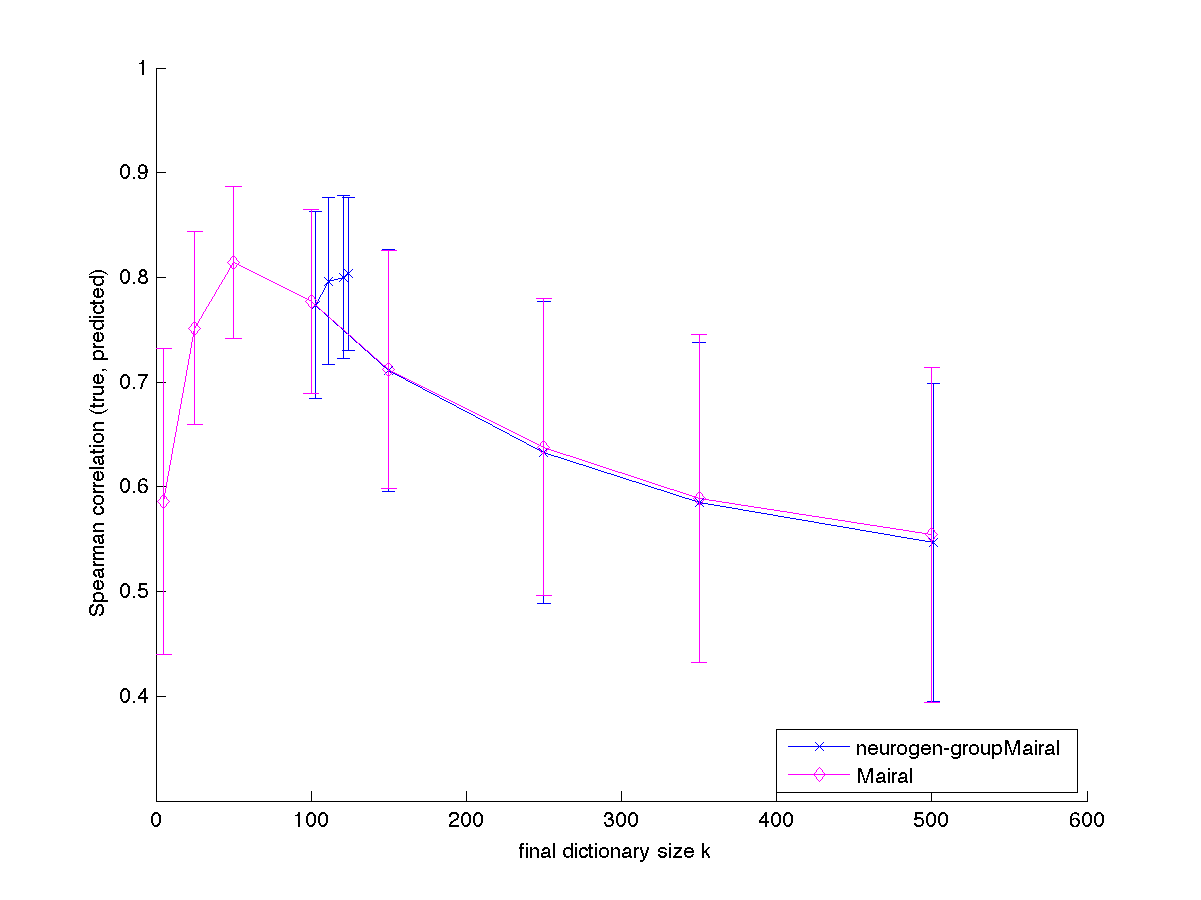 Spearman correlation (true, predicted)
1
0.9
0.8
0.7
0.6
0.5
0.4
0 100 200 300 400 500 600
final dictionary size k
neurogen-groupMairal
Mairal